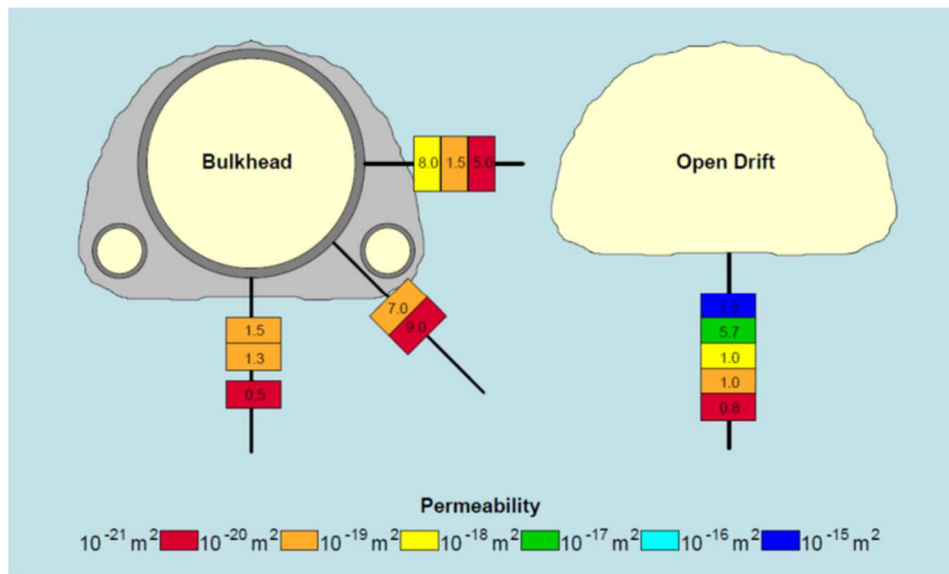 Bulkhead
8.0 1.5 5.0
Open Drift
7.0
9.0
1.5
1.3
0.5
1.8
5.7
1.0
1.0
0.8
Permeability
10⁻²¹ m² 10⁻²⁰ m² 10⁻¹⁹ m² 10⁻¹⁸ m² 10⁻¹⁷ m² 10⁻¹⁶ m² 10⁻¹⁵ m²